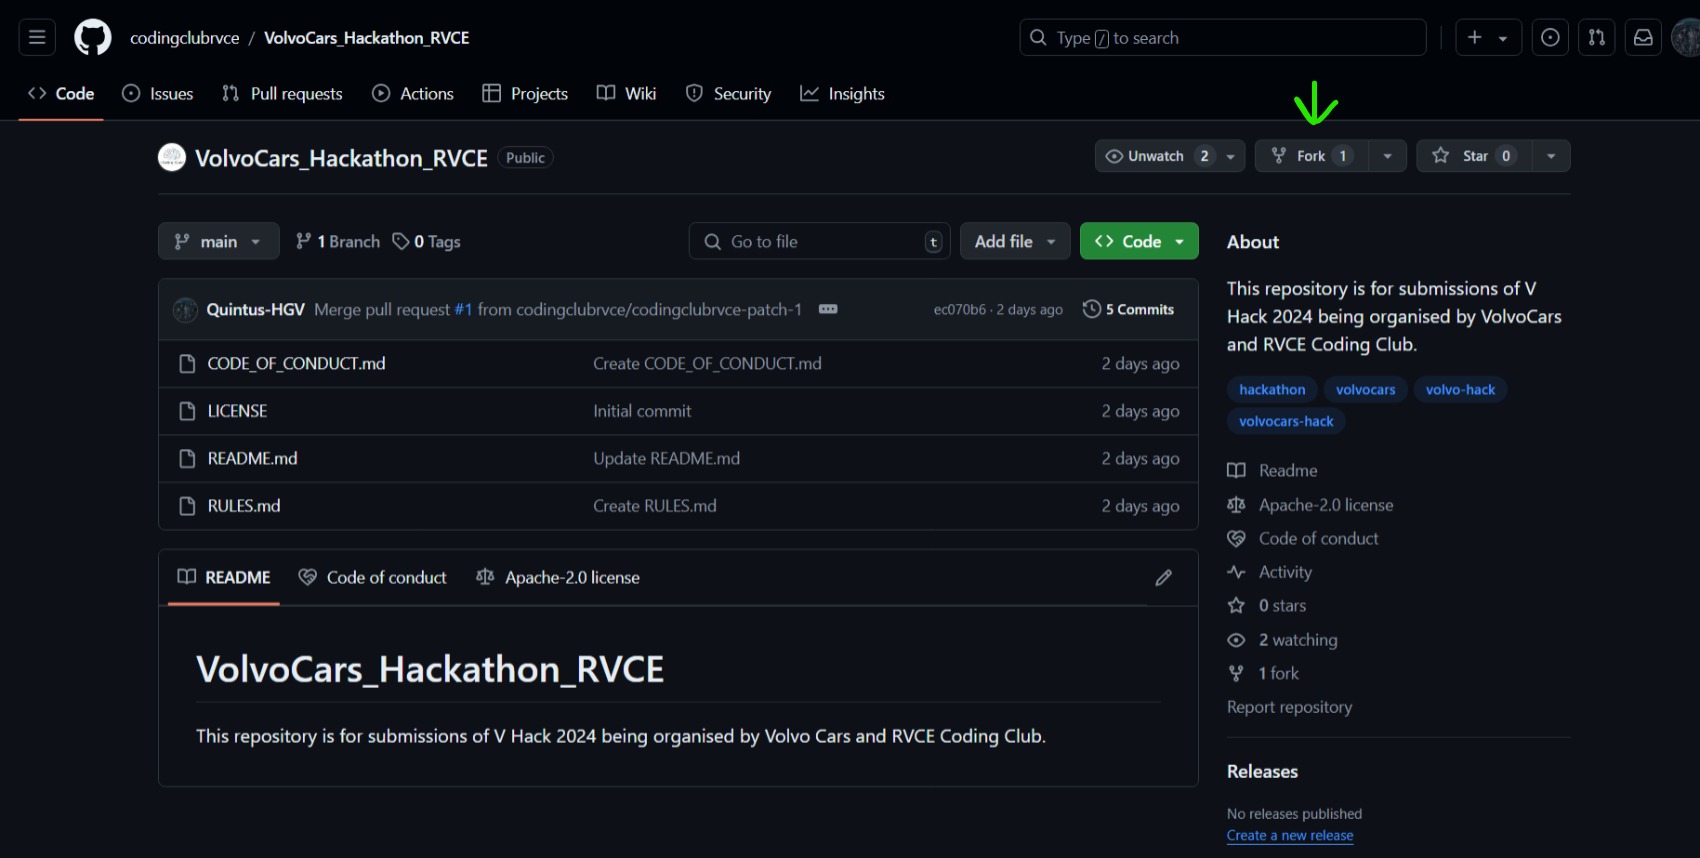 codingclubrvce / VolvoCars_Hackathon_RVCE
Type / to search
Code Issues Pull requests Actions Projects Wiki Security Insights
VolvoCars_Hackathon_RVCE Public
Unwatch 2 Fork 1 Star 0
main 1 Branch 0 Tags
Go to file t Add file Code
Quintus-HGV Merge pull request #1 from codingclubrvce/codingclubrvce-patch-1 ec070b6 · 2 days ago 5 Commits
CODE_OF_CONDUCT.md Create CODE_OF_CONDUCT.md 2 days ago
LICENSE Initial commit 2 days ago
README.md Update README.md 2 days ago
RULES.md Create RULES.md 2 days ago
README Code of conduct Apache-2.0 license
VolvoCars_Hackathon_RVCE
This repository is for submissions of V Hack 2024 being organised by Volvo Cars and RVCE Coding Club.
About
This repository is for submissions of V
Hack 2024 being organised by VolvoCars
and RVCE Coding Club.
hackathon volvocars volvo-hack
volvocars-hack
Readme
Apache-2.0 license
Code of conduct
Activity
0 stars
2 watching
1 fork
Report repository
Releases
No releases published
Create a new release